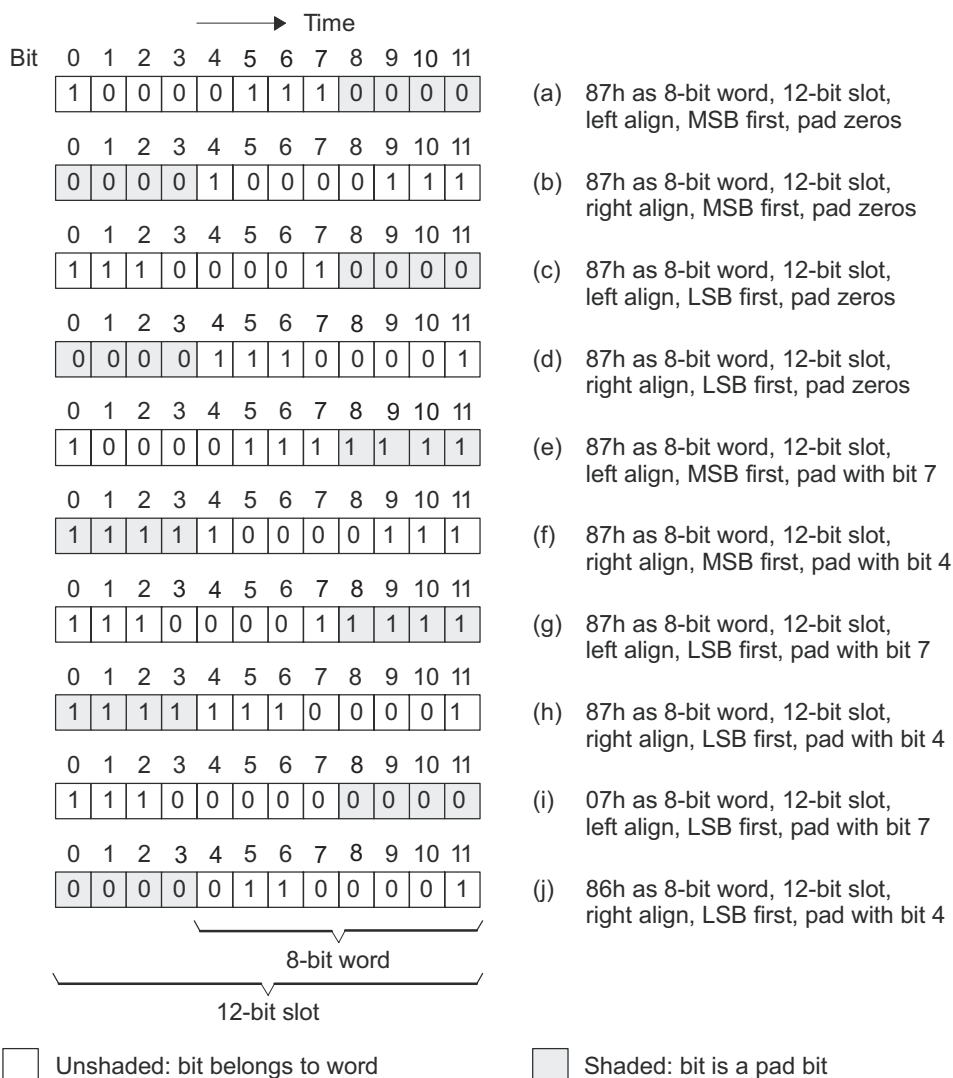 Time
Bit 0 1 2 3 4 5 6 7 8 9 10 11
1 0 0 0 0 1 1 1 0 0 0 0
(a) 87h as 8-bit word, 12-bit slot,
left align, MSB first, pad zeros
0 1 2 3 4 5 6 7 8 9 10 11
0 0 0 0 1 0 0 0 0 1 1 1
(b) 87h as 8-bit word, 12-bit slot,
right align, MSB first, pad zeros
0 1 2 3 4 5 6 7 8 9 10 11
1 1 1 0 0 0 0 1 0 0 0 0
(c) 87h as 8-bit word, 12-bit slot,
left align, LSB first, pad zeros
0 1 2 3 4 5 6 7 8 9 10 11
0 0 0 0 1 1 1 0 0 0 0 1
(d) 87h as 8-bit word, 12-bit slot,
right align, LSB first, pad zeros
0 1 2 3 4 5 6 7 8 9 10 11
1 0 0 0 0 1 1 1 1 1 1 1
(e) 87h as 8-bit word, 12-bit slot,
left align, MSB first, pad with bit 7
0 1 2 3 4 5 6 7 8 9 10 11
1 1 1 1 1 0 0 0 0 1 1 1
(f) 87h as 8-bit word, 12-bit slot,
right align, MSB first, pad with bit 4
0 1 2 3 4 5 6 7 8 9 10 11
1 1 1 0 0 0 0 1 1 1 1 1
(g) 87h as 8-bit word, 12-bit slot,
left align, LSB first, pad with bit 7
0 1 2 3 4 5 6 7 8 9 10 11
1 1 1 1 1 1 1 0 0 0 0 1
(h) 87h as 8-bit word, 12-bit slot,
right align, LSB first, pad with bit 4
0 1 2 3 4 5 6 7 8 9 10 11
1 1 1 0 0 0 0 0 0 0 0 0
(i) 07h as 8-bit word, 12-bit slot,
left align, LSB first, pad with bit 7
0 1 2 3 4 5 6 7 8 9 10 11
0 0 0 0 0 1 1 0 0 0 0 1
(j) 86h as 8-bit word, 12-bit slot,
right align, LSB first, pad with bit 4
8-bit word
12-bit slot
Unshaded: bit belongs to word
Shaded: bit is a pad bit